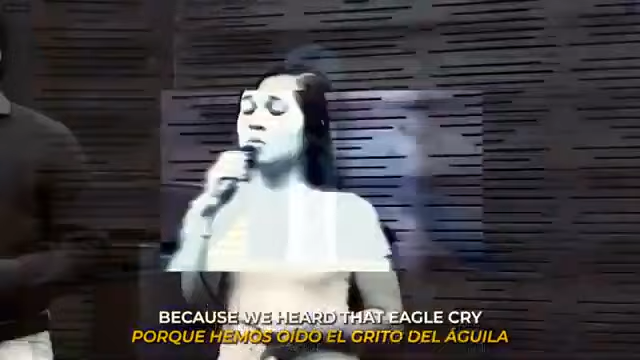 BECAUSE WE HEARD THAT EAGLE CRY
PORQUE HEMOS OÍDO EL GRITO DEL ÁGUILA